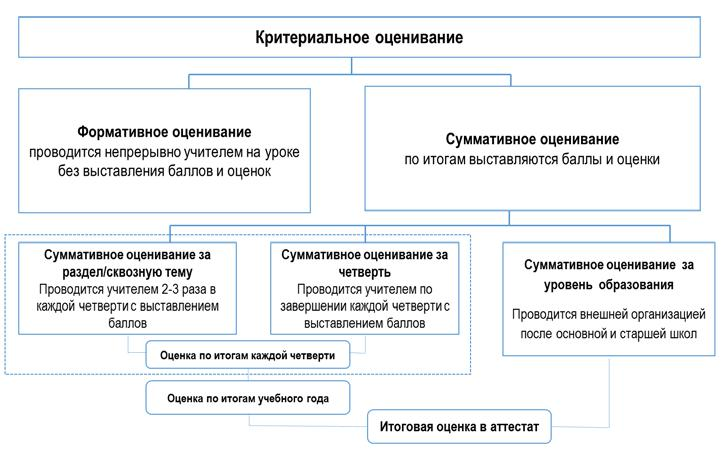 Критериальное оценивание
Формативное оценивание
проводится непрерывно учителем на уроке
без выставления баллов и оценок
Суммативное оценивание
по итогам выставляются баллы и оценки
Суммативное оценивание за
раздел/сквозную тему
Проводится учителем 2-3 раза в
каждой четверти с выставлением
баллов
Суммативное оценивание за
четверть
Проводится учителем по
завершении каждой четверти с
выставлением баллов
Суммативное оценивание за
уровень образования
Проводится внешней организацией
после основной и старшей школ
Оценка по итогам каждой четверти
Оценка по итогам учебного года
Итоговая оценка в аттестат